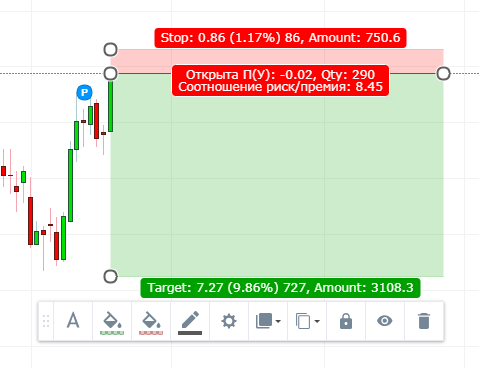 Stop: 0.86 (1.17%) 86, Amount: 750.6
Открыта П(У): -0.02, Qty: 290
Соотношение риск/премия: 8.45
P
Target: 7.27 (9.86%) 727, Amount: 3108.3
A